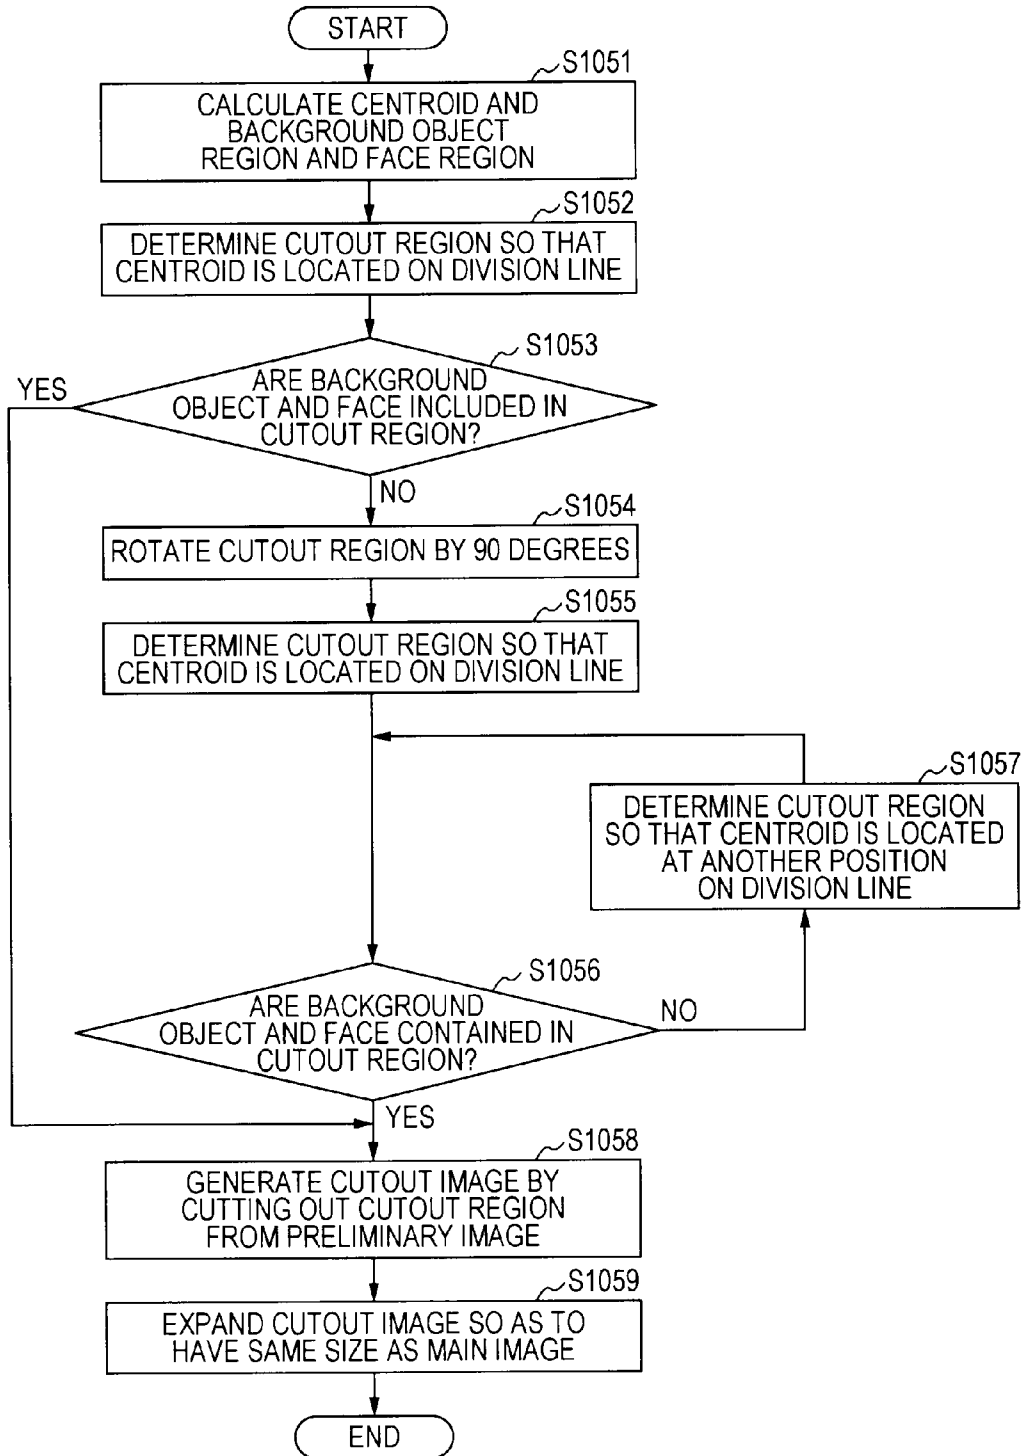 START
S1051
CALCULATE CENTROID AND
BACKGROUND OBJECT
REGION AND FACE REGION
S1052
DETERMINE CUTOUT REGION SO THAT
CENTROID IS LOCATED ON DIVISION LINE
S1053
YES
ARE BACKGROUND
OBJECT AND FACE INCLUDED IN
CUTOUT REGION?
NO
S1054
ROTATE CUTOUT REGION BY 90 DEGREES
S1055
DETERMINE CUTOUT REGION SO THAT
CENTROID IS LOCATED ON DIVISION LINE
S1057
DETERMINE CUTOUT REGION
SO THAT CENTROID IS LOCATED
AT ANOTHER POSITION
ON DIVISION LINE
S1056
ARE BACKGROUND
OBJECT AND FACE CONTAINED IN
CUTOUT REGION?
NO
YES
S1058
GENERATE CUTOUT IMAGE BY
CUTTING OUT CUTOUT REGION
FROM PRELIMINARY IMAGE
S1059
EXPAND CUTOUT IMAGE SO AS TO
HAVE SAME SIZE AS MAIN IMAGE
END